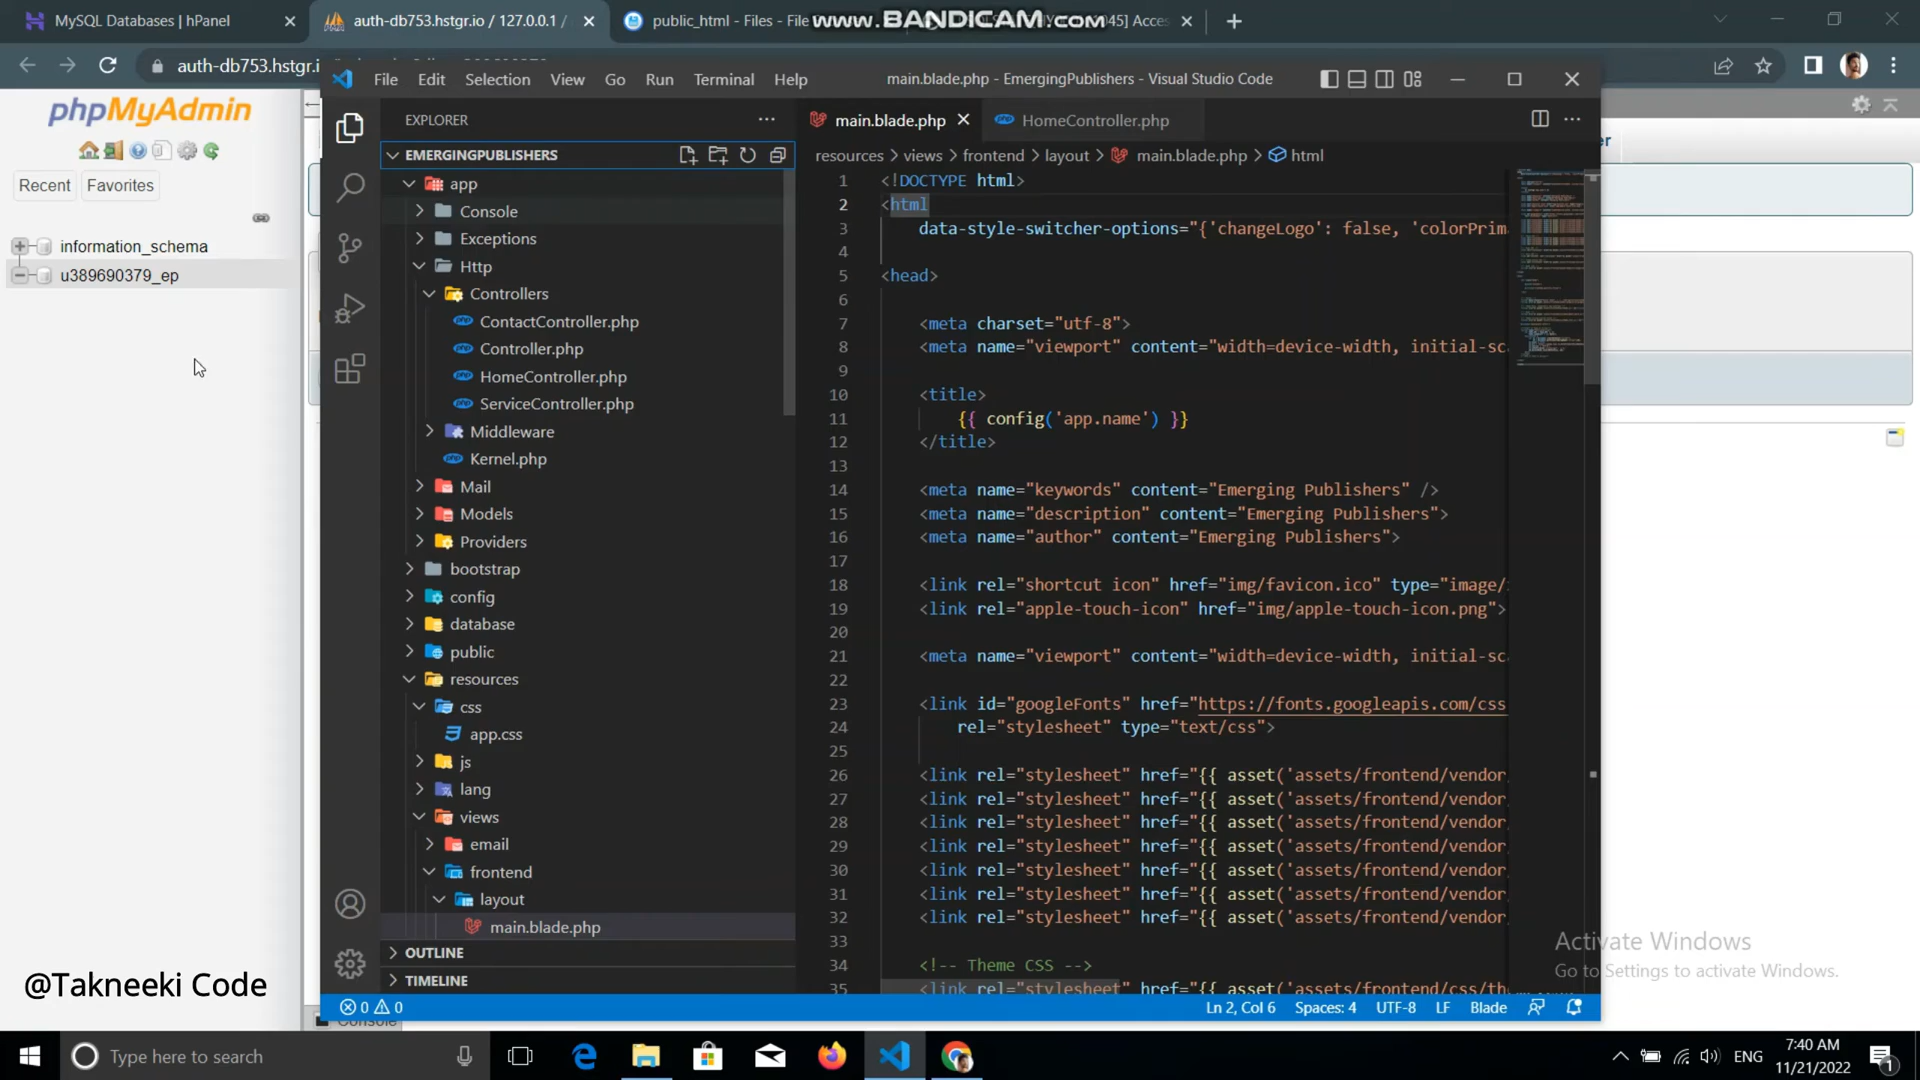 MySQL Databases | hPanel
auth-db753.hstgr.io / 127.0.0.1 /
public_html - Files - File
www.BANDICAM.com
045] Acces
auth-db753.hstgr.i
phpMyAdmin
Recent
Favorites
information_schema
u389690379_ep
File Edit Selection View Go Run Terminal Help
main.blade.php - EmergingPublishers - Visual Studio Code
EXPLORER
EMERGINGPUBLISHERS
app
Console
Exceptions
Http
Controllers
ContactController.php
Controller.php
HomeController.php
ServiceController.php
Middleware
Kernel.php
Mail
Models
Providers
bootstrap
config
database
public
resources
css
app.css
js
lang
views
email
frontend
layout
main.blade.php
OUTLINE
TIMELINE
main.blade.php
HomeController.php
resources > views > frontend > layout > main.blade.php > html
1 <!DOCTYPE html>
2 <html
3 data-style-switcher-options="{'changeLogo': false, 'colorPrim
4
5 <head>
6
7 <meta charset="utf-8">
8 <meta name="viewport" content="width=device-width, initial-sc
9
10 <title>
11 {{ config('app.name') }}
12 </title>
13
14 <meta name="keywords" content="Emerging Publishers" />
15 <meta name="description" content="Emerging Publishers">
16 <meta name="author" content="Emerging Publishers">
17
18 <link rel="shortcut icon" href="img/favicon.ico" type="image/
19 <link rel="apple-touch-icon" href="img/apple-touch-icon.png">
20
21 <meta name="viewport" content="width=device-width, initial-sc
22
23 <link id="googleFonts" href="https://fonts.googleapis.com/css
24 rel="stylesheet" type="text/css">
25
26 <link rel="stylesheet" href="{{ asset('assets/frontend/vendor
27 <link rel="stylesheet" href="{{ asset('assets/frontend/vendor
28 <link rel="stylesheet" href="{{ asset('assets/frontend/vendor
29 <link rel="stylesheet" href="{{ asset('assets/frontend/vendor
30 <link rel="stylesheet" href="{{ asset('assets/frontend/vendor
31 <link rel="stylesheet" href="{{ asset('assets/frontend/vendor
32 <link rel="stylesheet" href="{{ asset('assets/frontend/vendor
33
34 <!-- Theme CSS -->
35 <link rel="stylesheet" href="{{ asset('assets/frontend/css/th
Activate Windows
Go to Settings to activate Windows.
@Takneeki Code
0 0
Ln 2, Col 6 Spaces: 4 UTF-8 LF Blade
Console
Type here to search
ENG
7:40 AM
11/21/2022
1